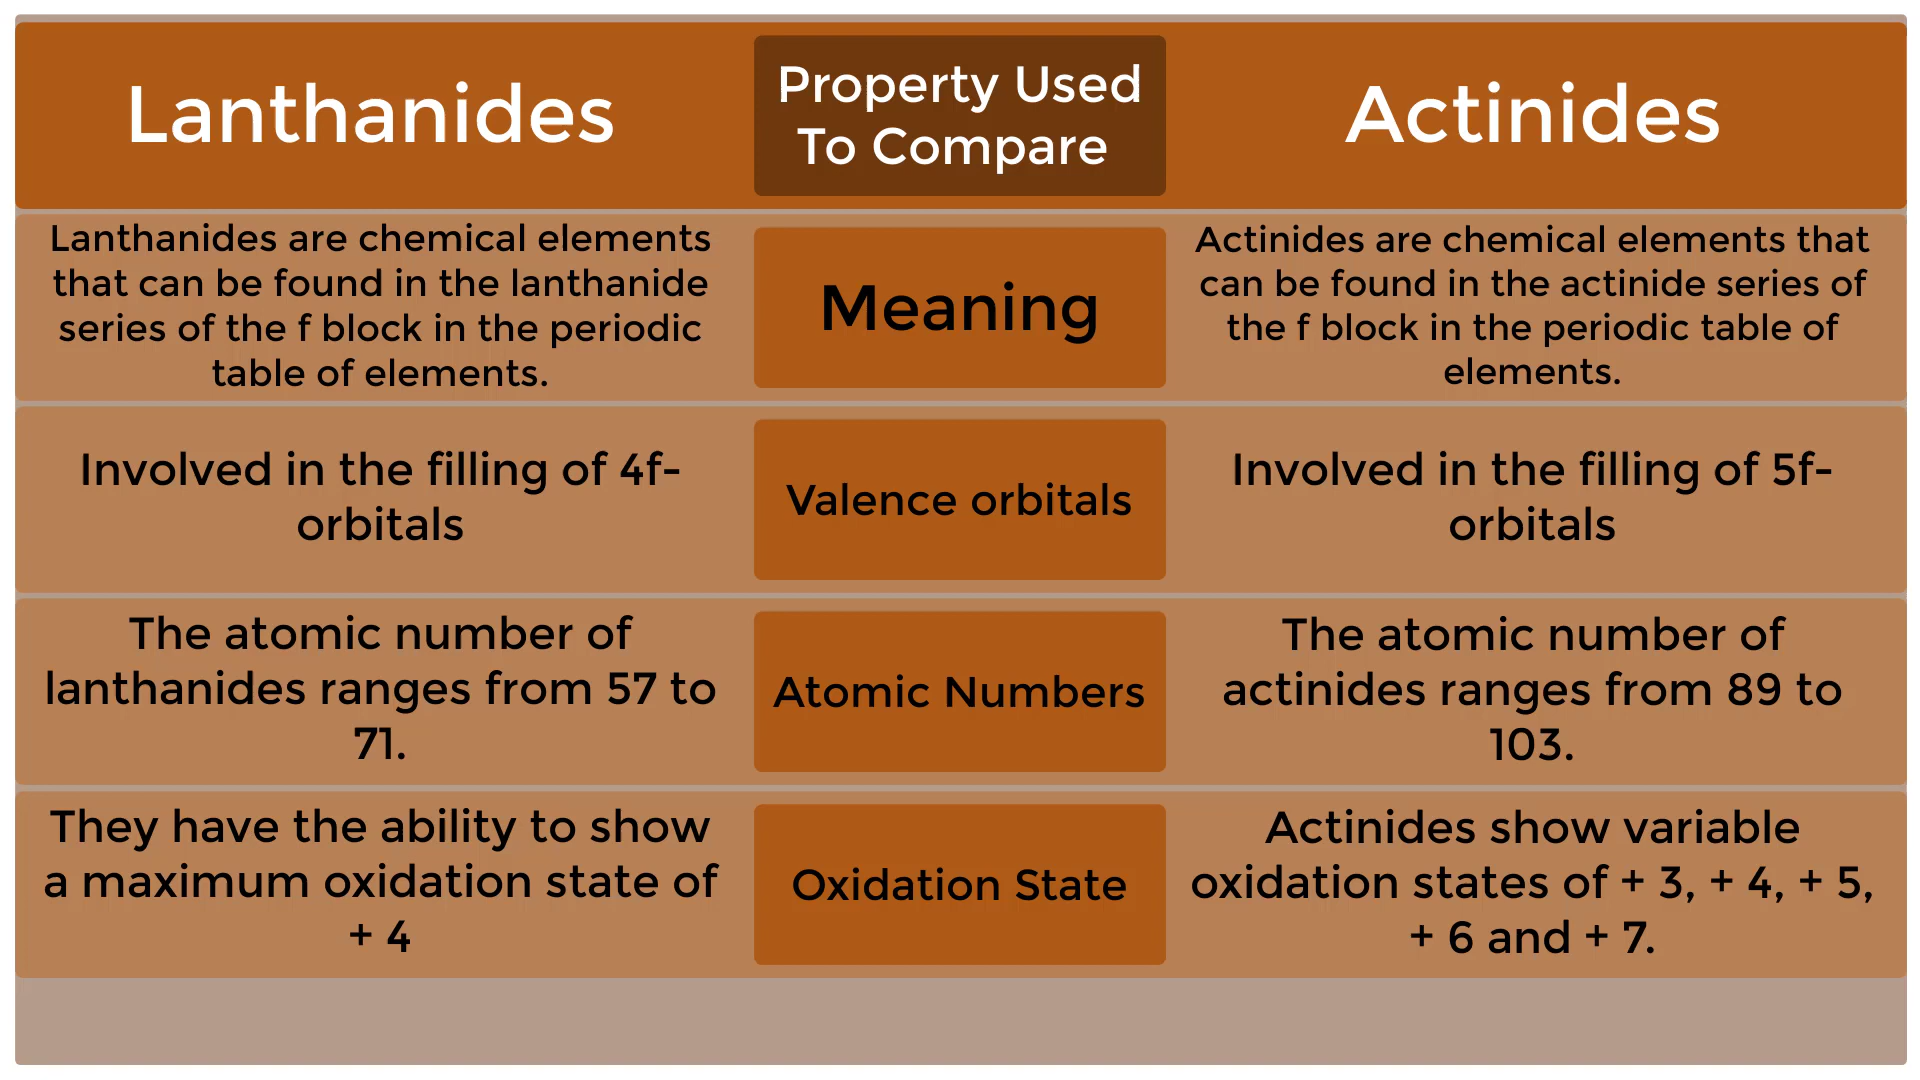 Lanthanides
Property Used
To Compare
Actinides
Lanthanides are chemical elements
that can be found in the lanthanide
series of the f block in the periodic
table of elements.
Meaning
Actinides are chemical elements that
can be found in the actinide series of
the f block in the periodic table of
elements.
Involved in the filling of 4f-
orbitals
Valence orbitals
Involved in the filling of 5f-
orbitals
The atomic number of
lanthanides ranges from 57 to
71.
Atomic Numbers
The atomic number of
actinides ranges from 89 to
103.
They have the ability to show
a maximum oxidation state of
+ 4
Oxidation State
Actinides show variable
oxidation states of + 3, + 4, + 5,
+ 6 and + 7.